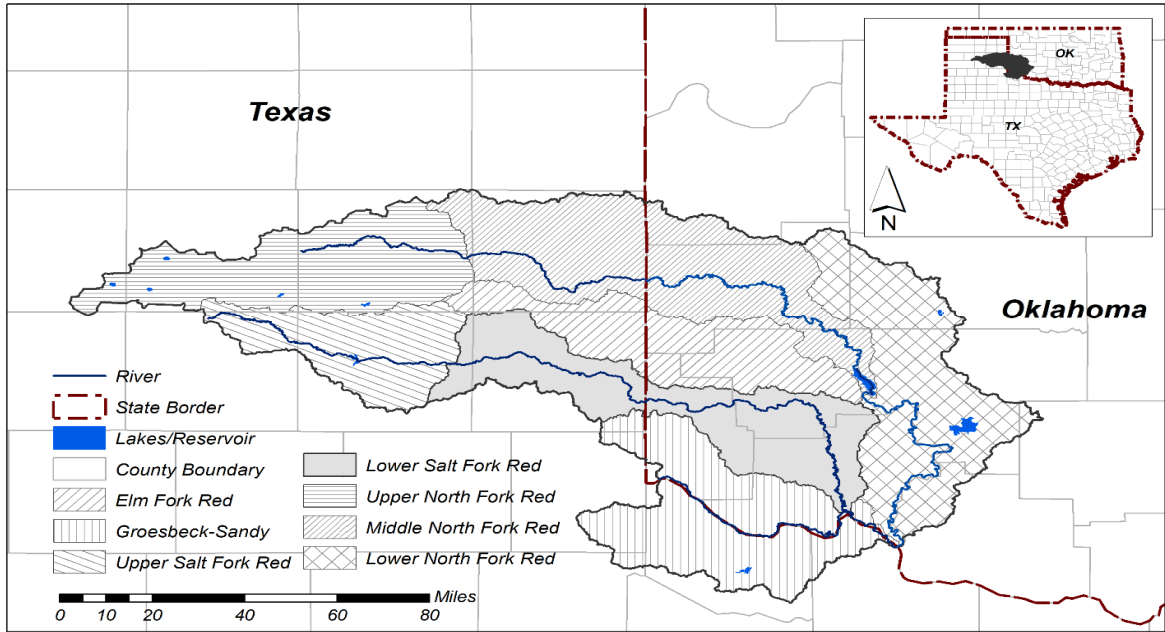 Texas
OK
TX
N
Oklahoma
River
State Border
Lakes/Reservoir
County Boundary
Elm Fork Red
Groesbeck-Sandy
Upper Salt Fork Red
Lower Salt Fork Red
Upper North Fork Red
Middle North Fork Red
Lower North Fork Red
Miles
0 10 20 40 60 80